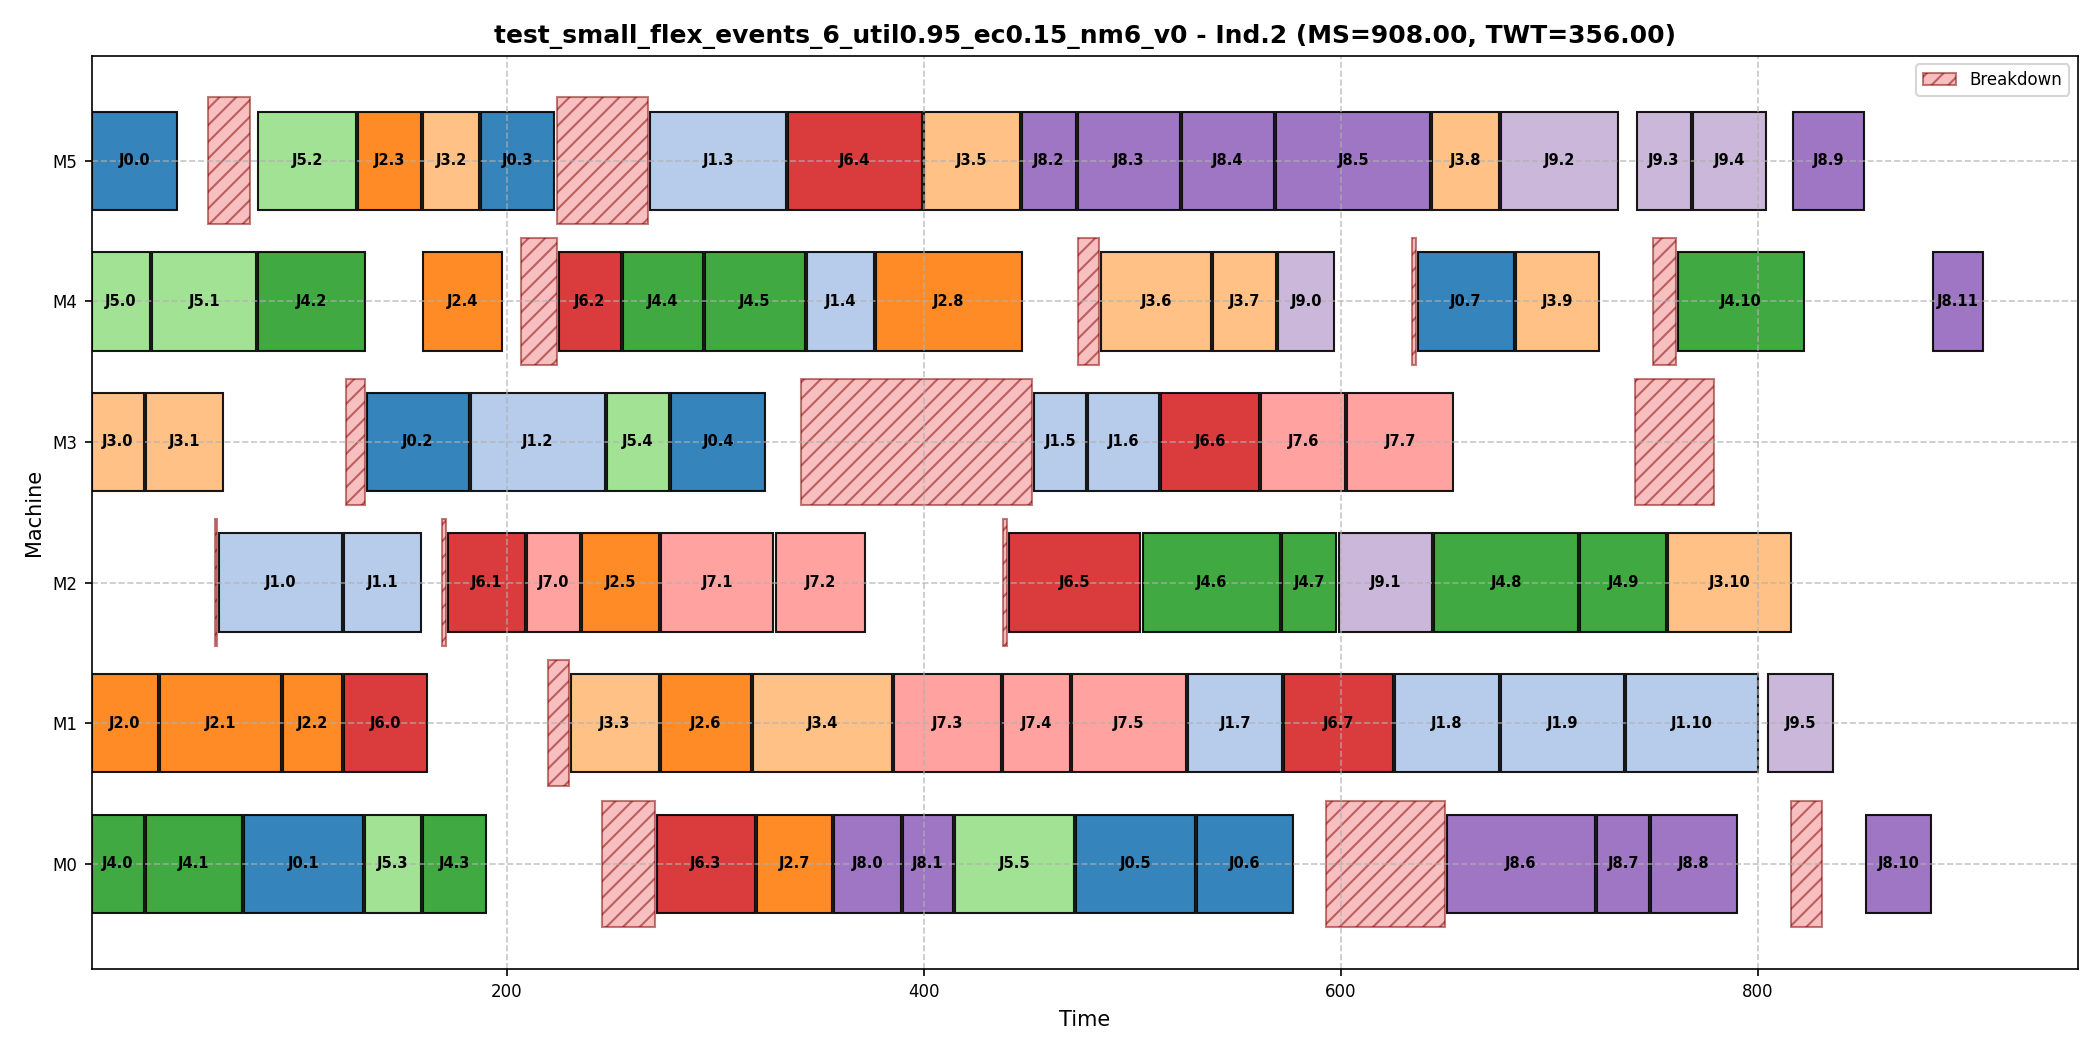 test_small_flex_events_6_util0.95_ec0.15_nm6_v0 - Ind.2 (MS=908.00, TWT=356.00)
Breakdown
M5 J0.0 J5.2 J2.3 J3.2 J0.3 J1.3 J6.4 J3.5 J8.2 J8.3 J8.4 J8.5 J3.8 J9.2 J9.3 J9.4 J8.9
M4 J5.0 J5.1 J4.2 J2.4 J6.2 J4.4 J4.5 J1.4 J2.8 J3.6 J3.7 J9.0 J0.7 J3.9 J4.10 J8.11
M3 J3.0 J3.1 J0.2 J1.2 J5.4 J0.4 J1.5 J1.6 J6.6 J7.6 J7.7
M2 J1.0 J1.1 J6.1 J7.0 J2.5 J7.1 J7.2 J6.5 J4.6 J4.7 J9.1 J4.8 J4.9 J3.10
M1 J2.0 J2.1 J2.2 J6.0 J3.3 J2.6 J3.4 J7.3 J7.4 J7.5 J1.7 J6.7 J1.8 J1.9 J1.10 J9.5
M0 J4.0 J4.1 J0.1 J5.3 J4.3 J6.3 J2.7 J8.0 J8.1 J5.5 J0.5 J0.6 J8.6 J8.7 J8.8 J8.10
200 400 600 800
Time
Machine